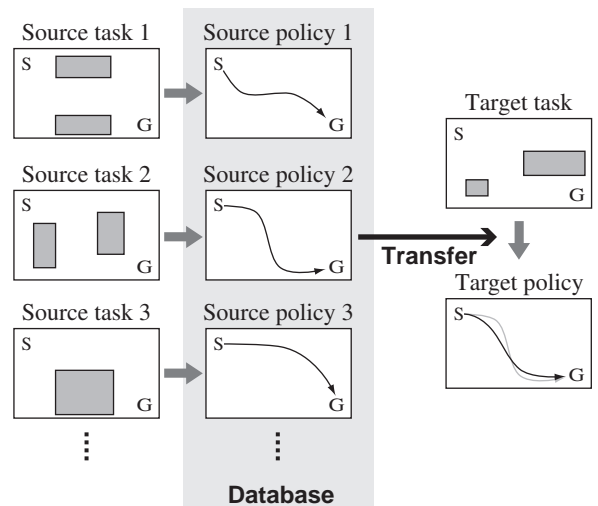 Source task 1
Source policy 1
S
G
S
G
Source task 2
Source policy 2
S
G
S
G
Source task 3
Source policy 3
S
G
S
G
Database
Transfer
Target task
S
G
Target policy
S
G